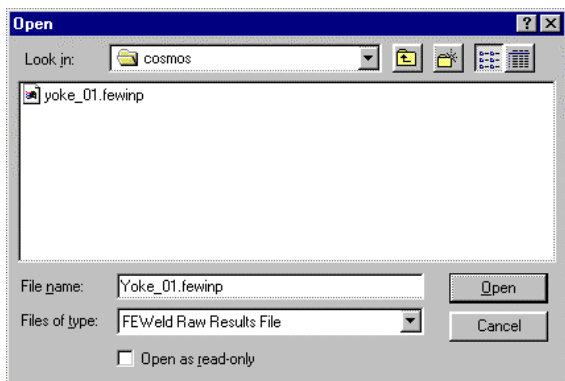 Open
Look in: cosmos
yoke_01.fewinp
File name: Yoke_01.fewinp Open
Files of type: FEWeld Raw Results File Cancel
Open as read-only